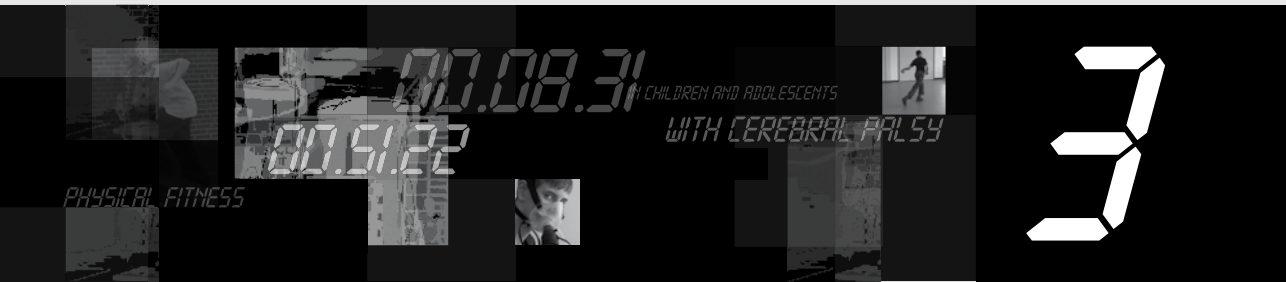 00.08.31
IN CHILDREN AND ADOLESCENTS
WITH CEREBRAL PALSY
00.51.22
PHYSICAL FITNESS
3